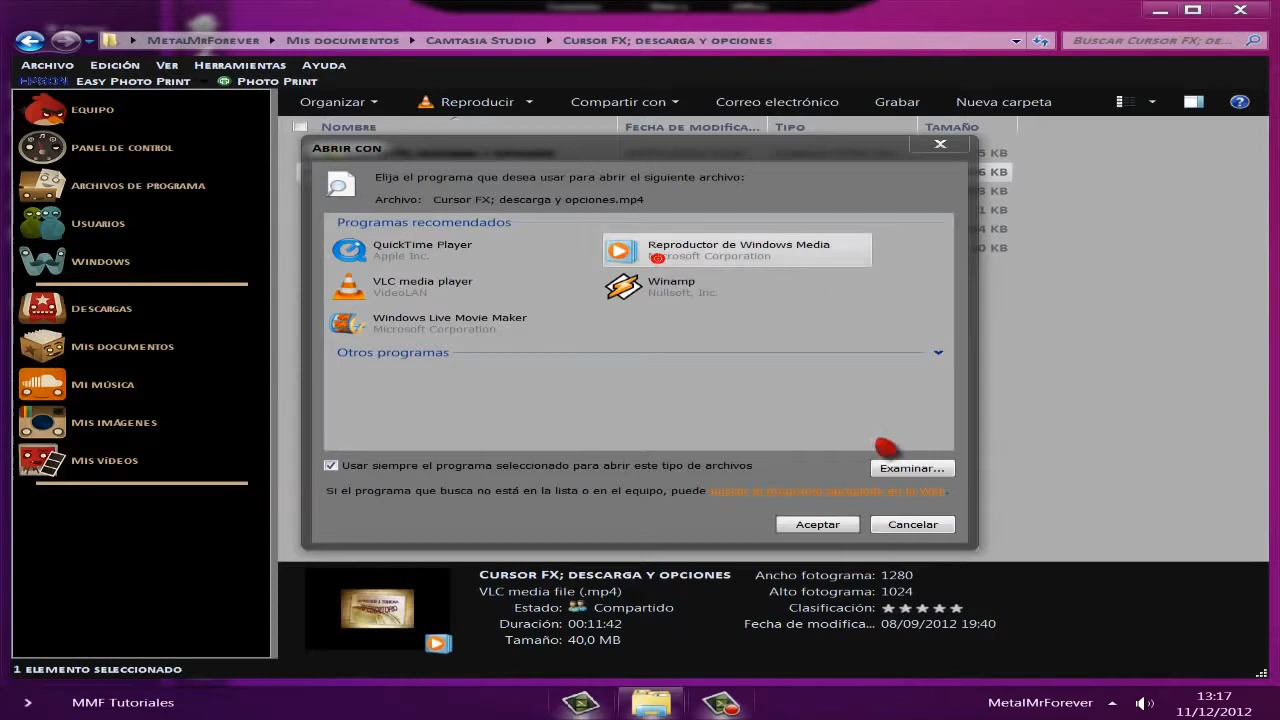 MetalMrForever Mis documentos Camtasia Studio Cursor FX; descarga y opciones Buscar Cursor FX; de...
Archivo Edición Ver Herramientas Ayuda
EPSON Easy Photo Print Photo Print
Organizar Reproducir Compartir con Correo electrónico Grabar Nueva carpeta
Equipo
Panel de control
Archivos de programa
Usuarios
Windows
Descargas
Mis documentos
Mi música
Mis imágenes
Mis vídeos
Nombre Fecha de modifica... Tipo Tamaño
KB
6 KB
KB
KB
KB
KB
Abrir con
Elija el programa que desea usar para abrir el siguiente archivo:
Archivo: Cursor FX; descarga y opciones.mp4
Programas recomendados
QuickTime Player
Apple Inc.
Reproductor de Windows Media
Microsoft Corporation
VLC media player
VideoLAN
Winamp
Nullsoft, Inc.
Windows Live Movie Maker
Microsoft Corporation
Otros programas
Usar siempre el programa seleccionado para abrir este tipo de archivos
Examinar...
Si el programa que busca no está en la lista o en el equipo, puede buscar el programa apropiado en la Web.
Aceptar Cancelar
Cursor FX; descarga y opciones
VLC media file (.mp4)
Estado: Compartido
Duración: 00:11:42
Tamaño: 40,0 MB
Ancho fotograma: 1280
Alto fotograma: 1024
Clasificación:
Fecha de modifica... 08/09/2012 19:40
1 elemento seleccionado
MMF Tutoriales MetalMrForever
13:17
11/12/2012